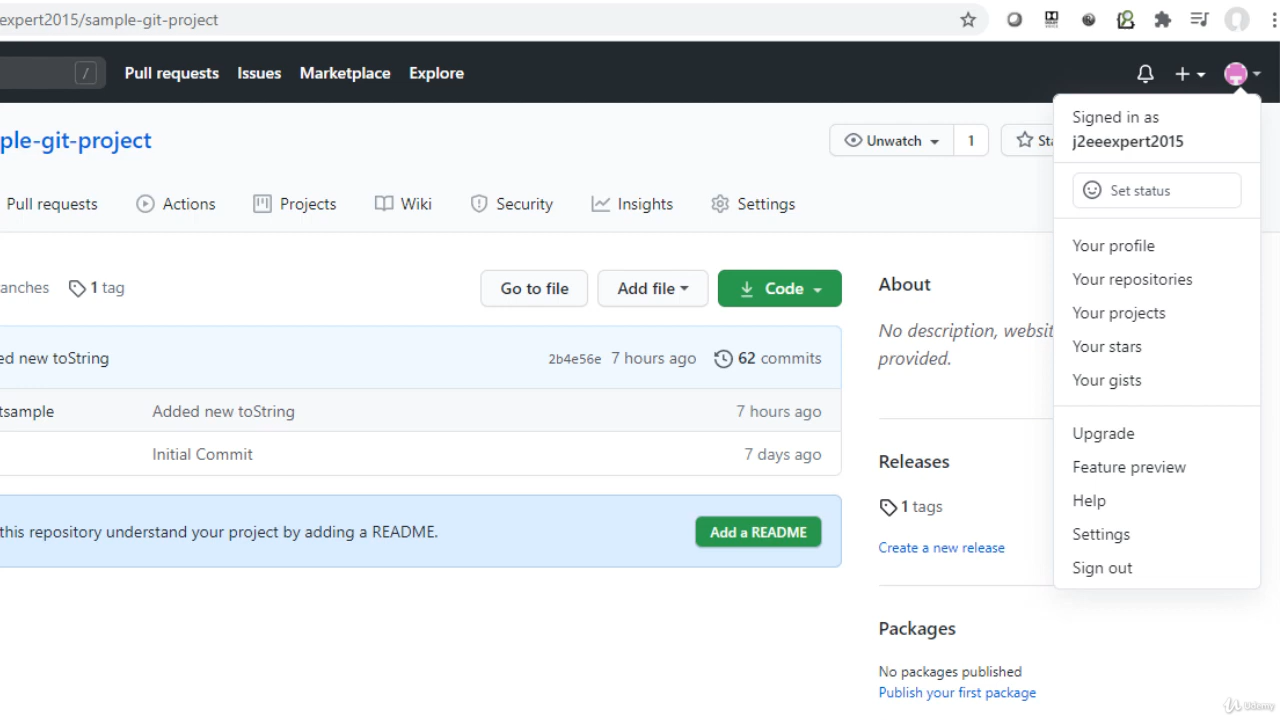 expert2015/sample-git-project
/ Pull requests Issues Marketplace Explore
Signed in as
j2eeexpert2015
ple-git-project
Unwatch 1
Set status
Pull requests Actions Projects Wiki Security Insights Settings
Your profile
Your repositories
Your projects
Your stars
Your gists
Upgrade
Feature preview
Help
Settings
Sign out
anches 1 tag
Go to file Add file Code
ed new toString 2b4e56e 7 hours ago 62 commits
tsample Added new toString 7 hours ago
Initial Commit 7 days ago
this repository understand your project by adding a README. Add a README
About
No description, websit
provided.
Releases
1 tags
Create a new release
Packages
No packages published
Publish your first package
Udemy